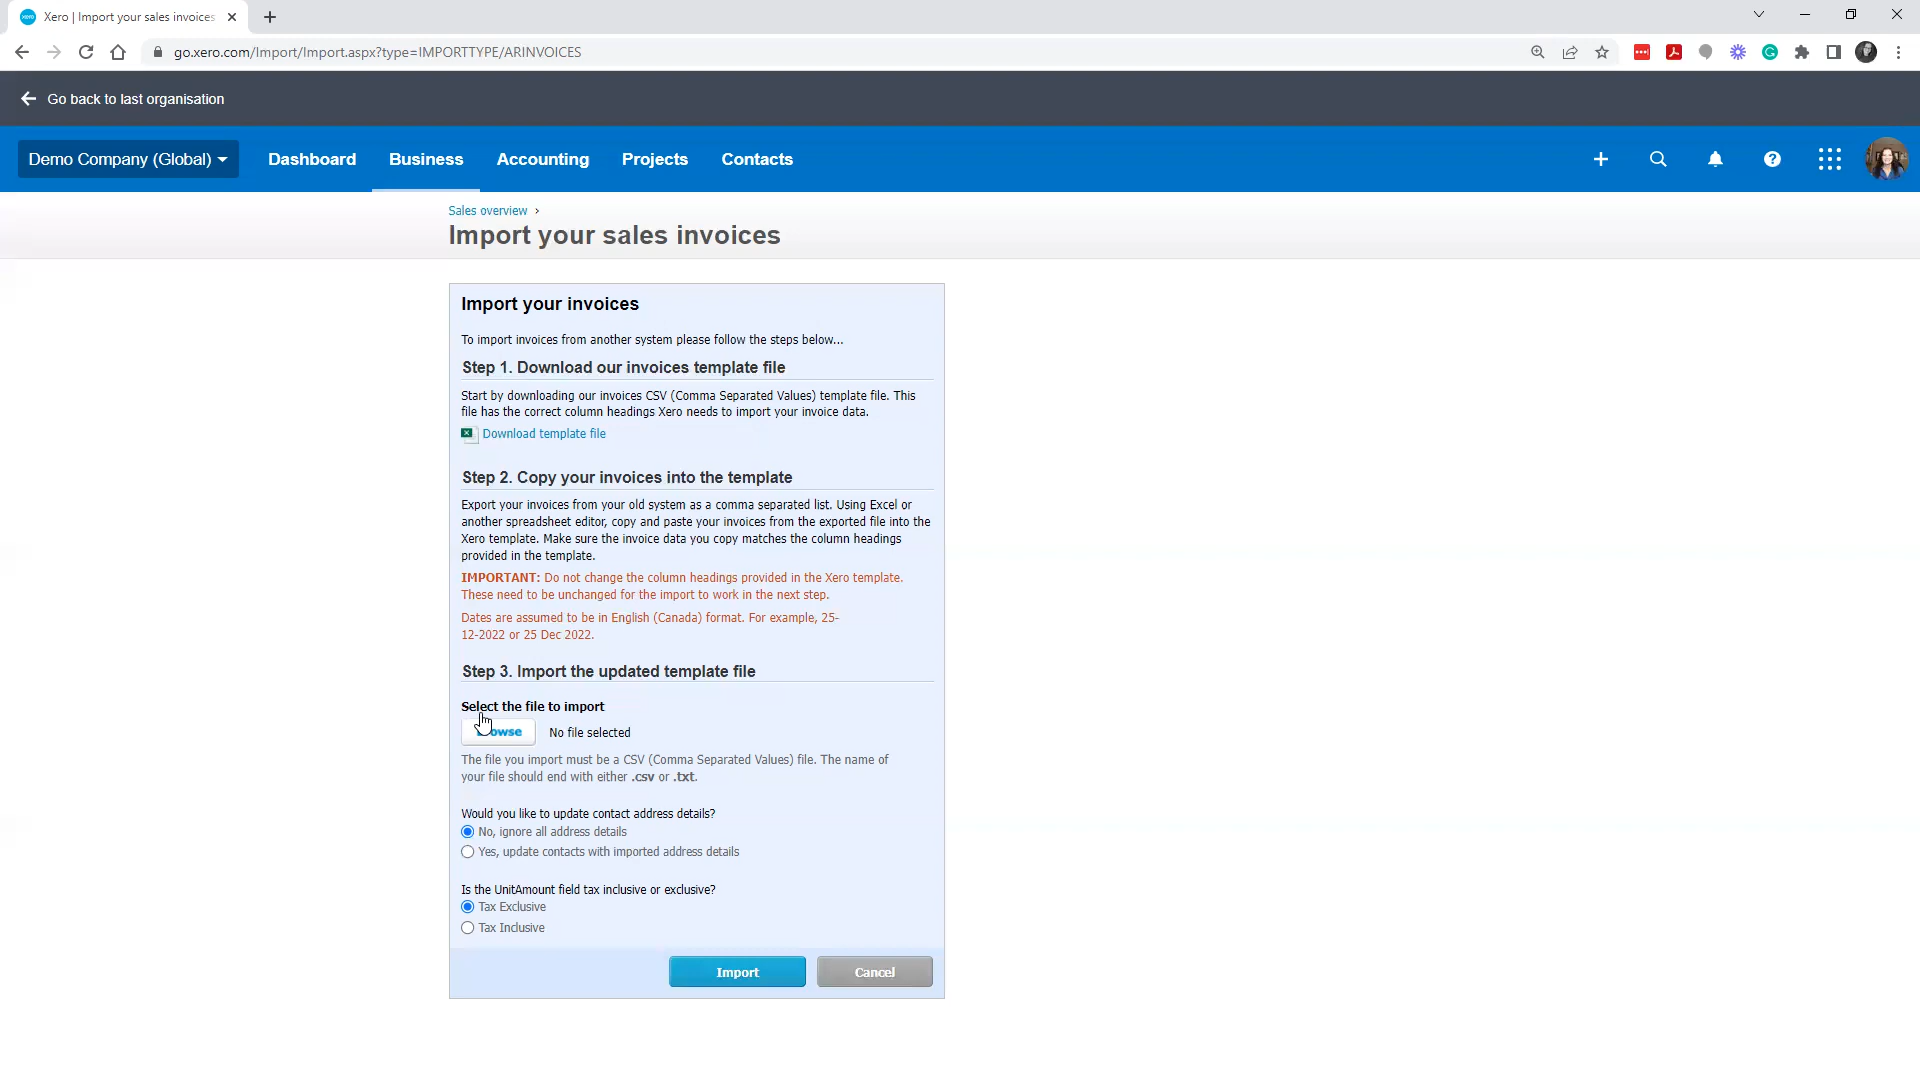 Xero | Import your sales invoices
go.xero.com/Import/Import.aspx?type=IMPORTTYPE/ARINVOICES
Go back to last organisation
Demo Company (Global)
Dashboard
Business
Accounting
Projects
Contacts
Sales overview ›
Import your sales invoices
Import your invoices
To import invoices from another system please follow the steps below...
Step 1. Download our invoices template file
Start by downloading our invoices CSV (Comma Separated Values) template file. This
file has the correct column headings Xero needs to import your invoice data.
Download template file
Step 2. Copy your invoices into the template
Export your invoices from your old system as a comma separated list. Using Excel or
another spreadsheet editor, copy and paste your invoices from the exported file into the
Xero template. Make sure the invoice data you copy matches the column headings
provided in the template.
IMPORTANT: Do not change the column headings provided in the Xero template.
These need to be unchanged for the import to work in the next step.
Dates are assumed to be in English (Canada) format. For example, 25-
12-2022 or 25 Dec 2022.
Step 3. Import the updated template file
Select the file to import
Browse No file selected
The file you import must be a CSV (Comma Separated Values) file. The name of
your file should end with either .csv or .txt.
Would you like to update contact address details?
No, ignore all address details
Yes, update contacts with imported address details
Is the UnitAmount field tax inclusive or exclusive?
Tax Exclusive
Tax Inclusive
Import
Cancel